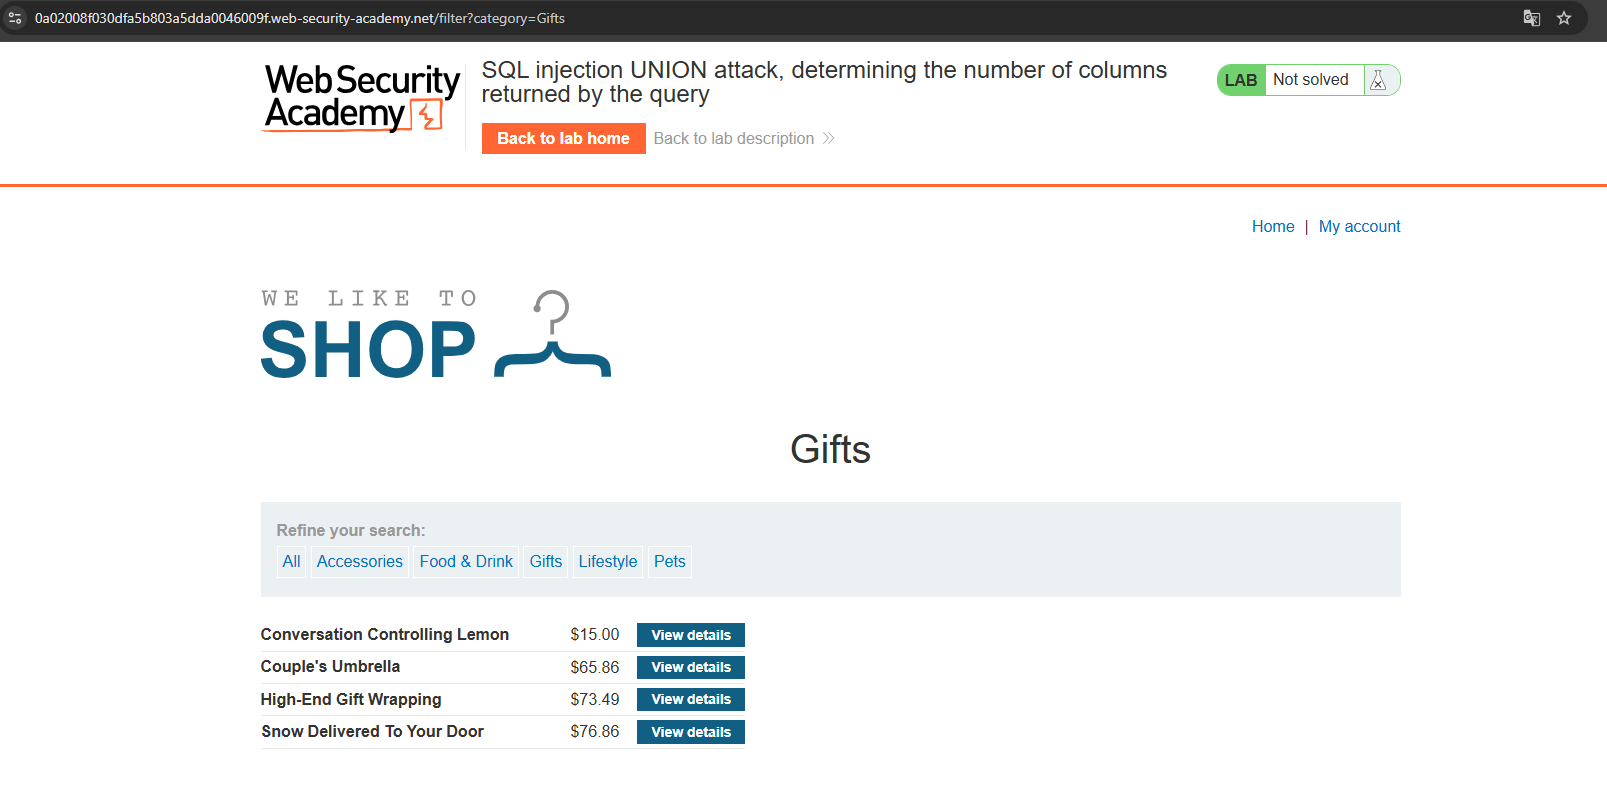 0a02008f030dfa5b803a5dda0046009f.web-security-academy.net/filter?category=Gifts
Web Security
Academy
SQL injection UNION attack, determining the number of columns
returned by the query
LAB Not solved
Back to lab home Back to lab description
Home | My account
WE LIKE TO
SHOP
Gifts
Refine your search:
All Accessories Food & Drink Gifts Lifestyle Pets
Conversation Controlling Lemon $15.00 View details
Couple's Umbrella $65.86 View details
High-End Gift Wrapping $73.49 View details
Snow Delivered To Your Door $76.86 View details